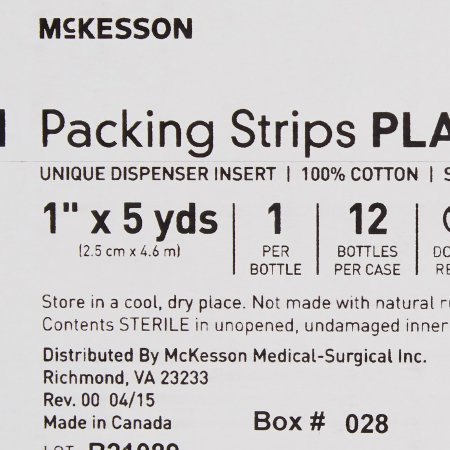 McKESSON
Packing Strips PLA
UNIQUE DISPENSER INSERT | 100% COTTON | S
1" x 5 yds
(2.5 cm x 4.6 m)
1
PER
BOTTLE
12
BOTTLES
PER CASE
DO
RE
Store in a cool, dry place. Not made with natural r
Contents STERILE in unopened, undamaged inner
Distributed By McKesson Medical-Surgical Inc.
Richmond, VA 23233
Rev. 00 04/15
Made in Canada
Box # 028